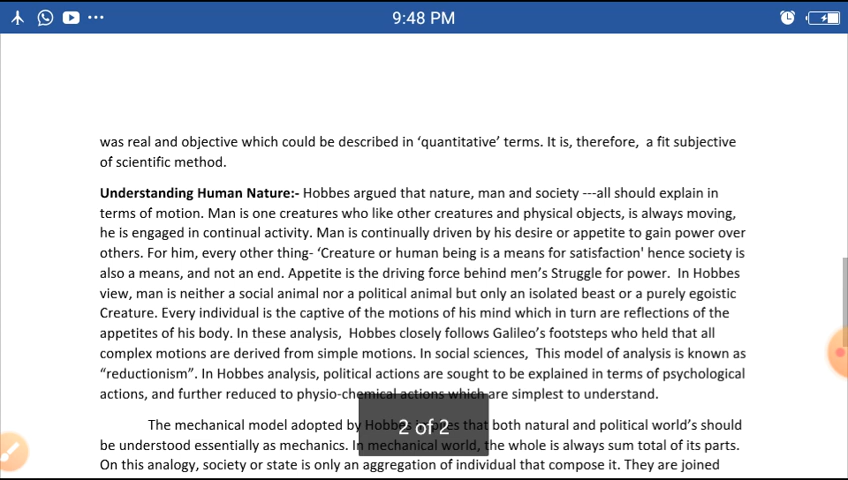 9:48 PM
was real and objective which could be described in ‘quantitative’ terms. It is, therefore, a fit subjective
of scientific method.
Understanding Human Nature:- Hobbes argued that nature, man and society ---all should explain in
terms of motion. Man is one creatures who like other creatures and physical objects, is always moving,
he is engaged in continual activity. Man is continually driven by his desire or appetite to gain power over
others. For him, every other thing- ‘Creature or human being is a means for satisfaction' hence society is
also a means, and not an end. Appetite is the driving force behind men’s Struggle for power. In Hobbes
view, man is neither a social animal nor a political animal but only an isolated beast or a purely egoistic
Creature. Every individual is the captive of the motions of his mind which in turn are reflections of the
appetites of his body. In these analysis, Hobbes closely follows Galileo’s footsteps who held that all
complex motions are derived from simple motions. In social sciences, This model of analysis is known as
“reductionism”. In Hobbes analysis, political actions are sought to be explained in terms of psychological
actions, and further reduced to physio-chemical actions which are simplest to understand.
The mechanical model adopted by Hobbes that both natural and political world’s should
2 of 2
be understood essentially as mechanics. In mechanical world, the whole is always sum total of its parts.
On this analogy, society or state is only an aggregation of individual that compose it. They are joined